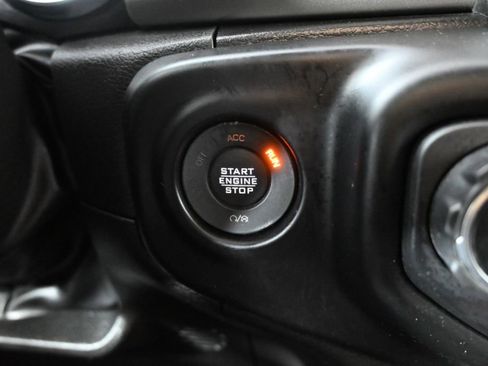 ACC
OFF
RUN
START
ENGINE
STOP